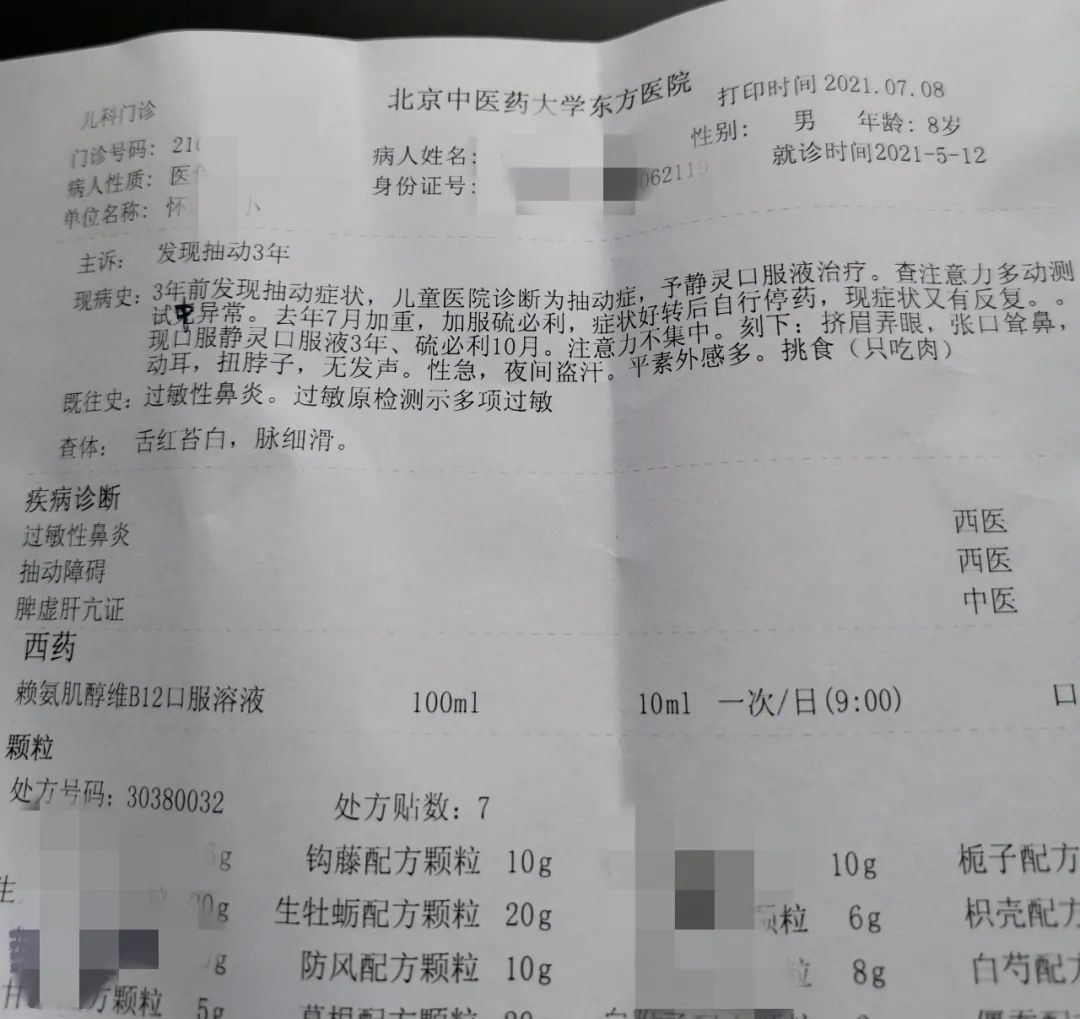 儿科门诊 北京中医药大学东方医院 打印时间 2021.07.08
门诊号码: 210 病人姓名: 性别: 男 年龄: 8岁
病人性质: 医 身份证号: 062119 就诊时间2021-5-12
单位名称: 怀
主诉: 发现抽动3年
现病史: 3年前发现抽动症状，儿童医院诊断为抽动症，予静灵口服液治疗。查注意力多动测
试 异常。去年7月加重，加服硫必利，症状好转后自行停药，现症状又有反复。。
现口服静灵口服液3年、硫必利10月。注意力不集中。刻下：挤眉弄眼，张口耸鼻，
动耳，扭脖子，无发声。性急，夜间盗汗。平素外感多。挑食（只吃肉）
既往史: 过敏性鼻炎。过敏原检测示多项过敏
查体: 舌红苔白，脉细滑。
疾病诊断
过敏性鼻炎 西医
抽动障碍 西医
脾虚肝亢证 中医
西药
赖氨肌醇维B12口服溶液 100ml 10ml 一次/日(9:00) 口
颗粒
处方号码: 30380032 处方贴数: 7
6g 钩藤配方颗粒 10g 10g 栀子配方
生 20g 生牡蛎配方颗粒 20g 颗粒 6g 枳壳配方
g 防风配方颗粒 10g 粒 8g 白芍配方
甘 方颗粒 5g 葛根配方颗粒